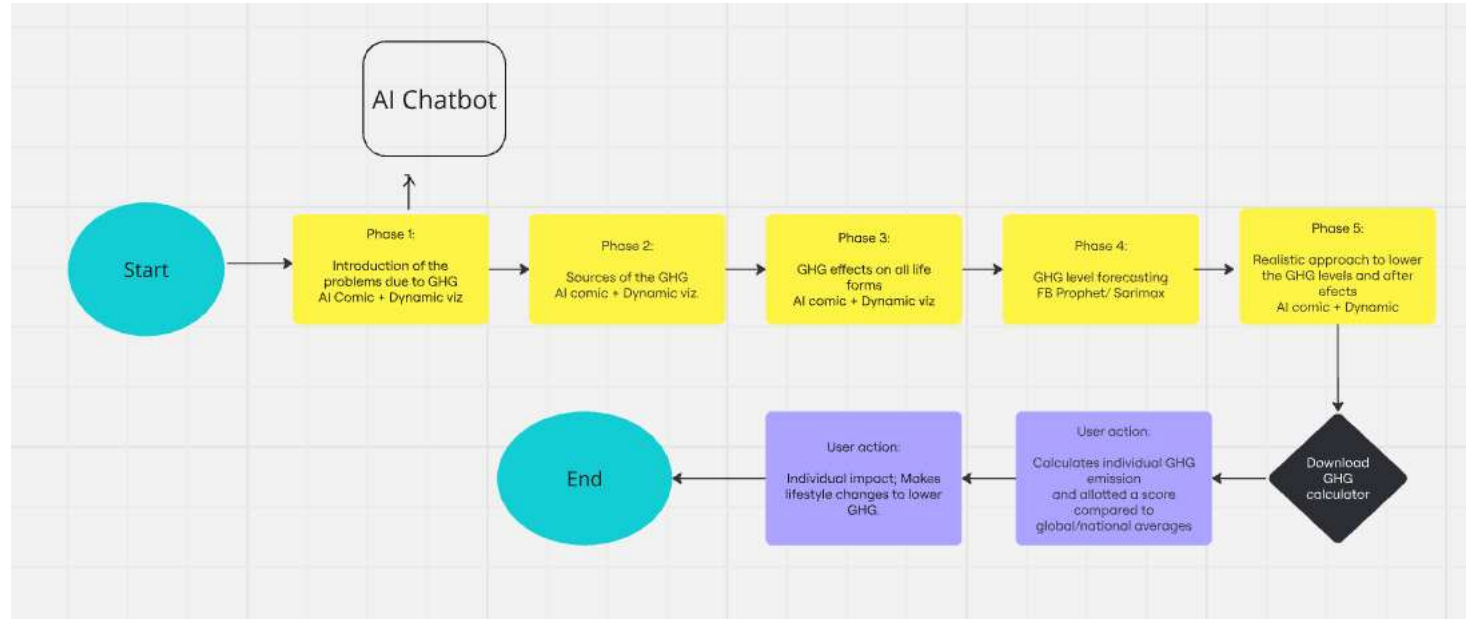 AI Chatbot
Start
Phase 1:
Introduction of the
problems due to GHG
AI Comic + Dynamic viz
Phase 2:
Sources of the GHG
AI comic + Dynamic viz
Phase 3:
GHG effects on all life
forms
AI comic + Dynamic viz
Phase 4:
GHG level forecasting
FB Prophet/ Sarimax
Phase 5:
Realistic approach to lower
the GHG levels and after
efects
AI comic + Dynamic
Download
GHG
calculator
User action:
Calculates individual GHG
emission
and allotted a score
compared to
global/national averages
User action:
Individual impact; Makes
lifestyle changes to lower
GHG.
End